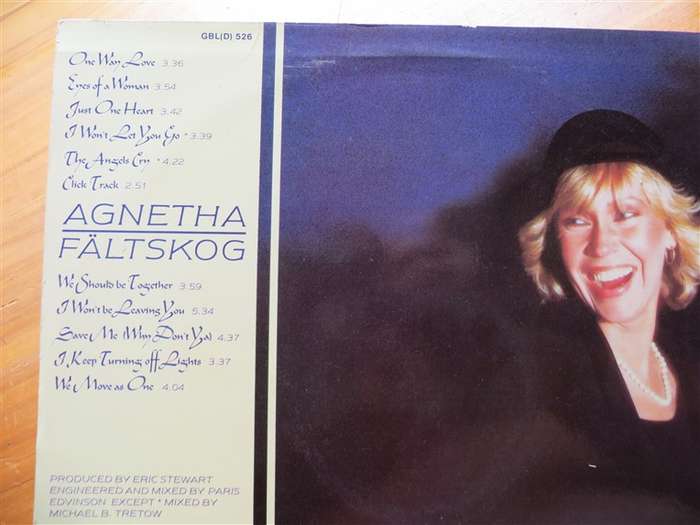 GBL(D) 526
One Way Love 3.36
Eyes of a Woman 3.54
Just One Heart 3.42
I Won't Let You Go * 3.39
The Angels Cry * 4.22
Click Track 2.51
AGNETHA
FÄLTSKOG
We Should be Together 3.59
I Won't be Leaving You 5.34
Save Me (Why Don't Ya) 4.37
I Keep Turning off Lights 3.37
We Move as One 4.04
PRODUCED BY ERIC STEWART
ENGINEERED AND MIXED BY PARIS
EDVINSON EXCEPT * MIXED BY
MICHAEL B. TRETOW